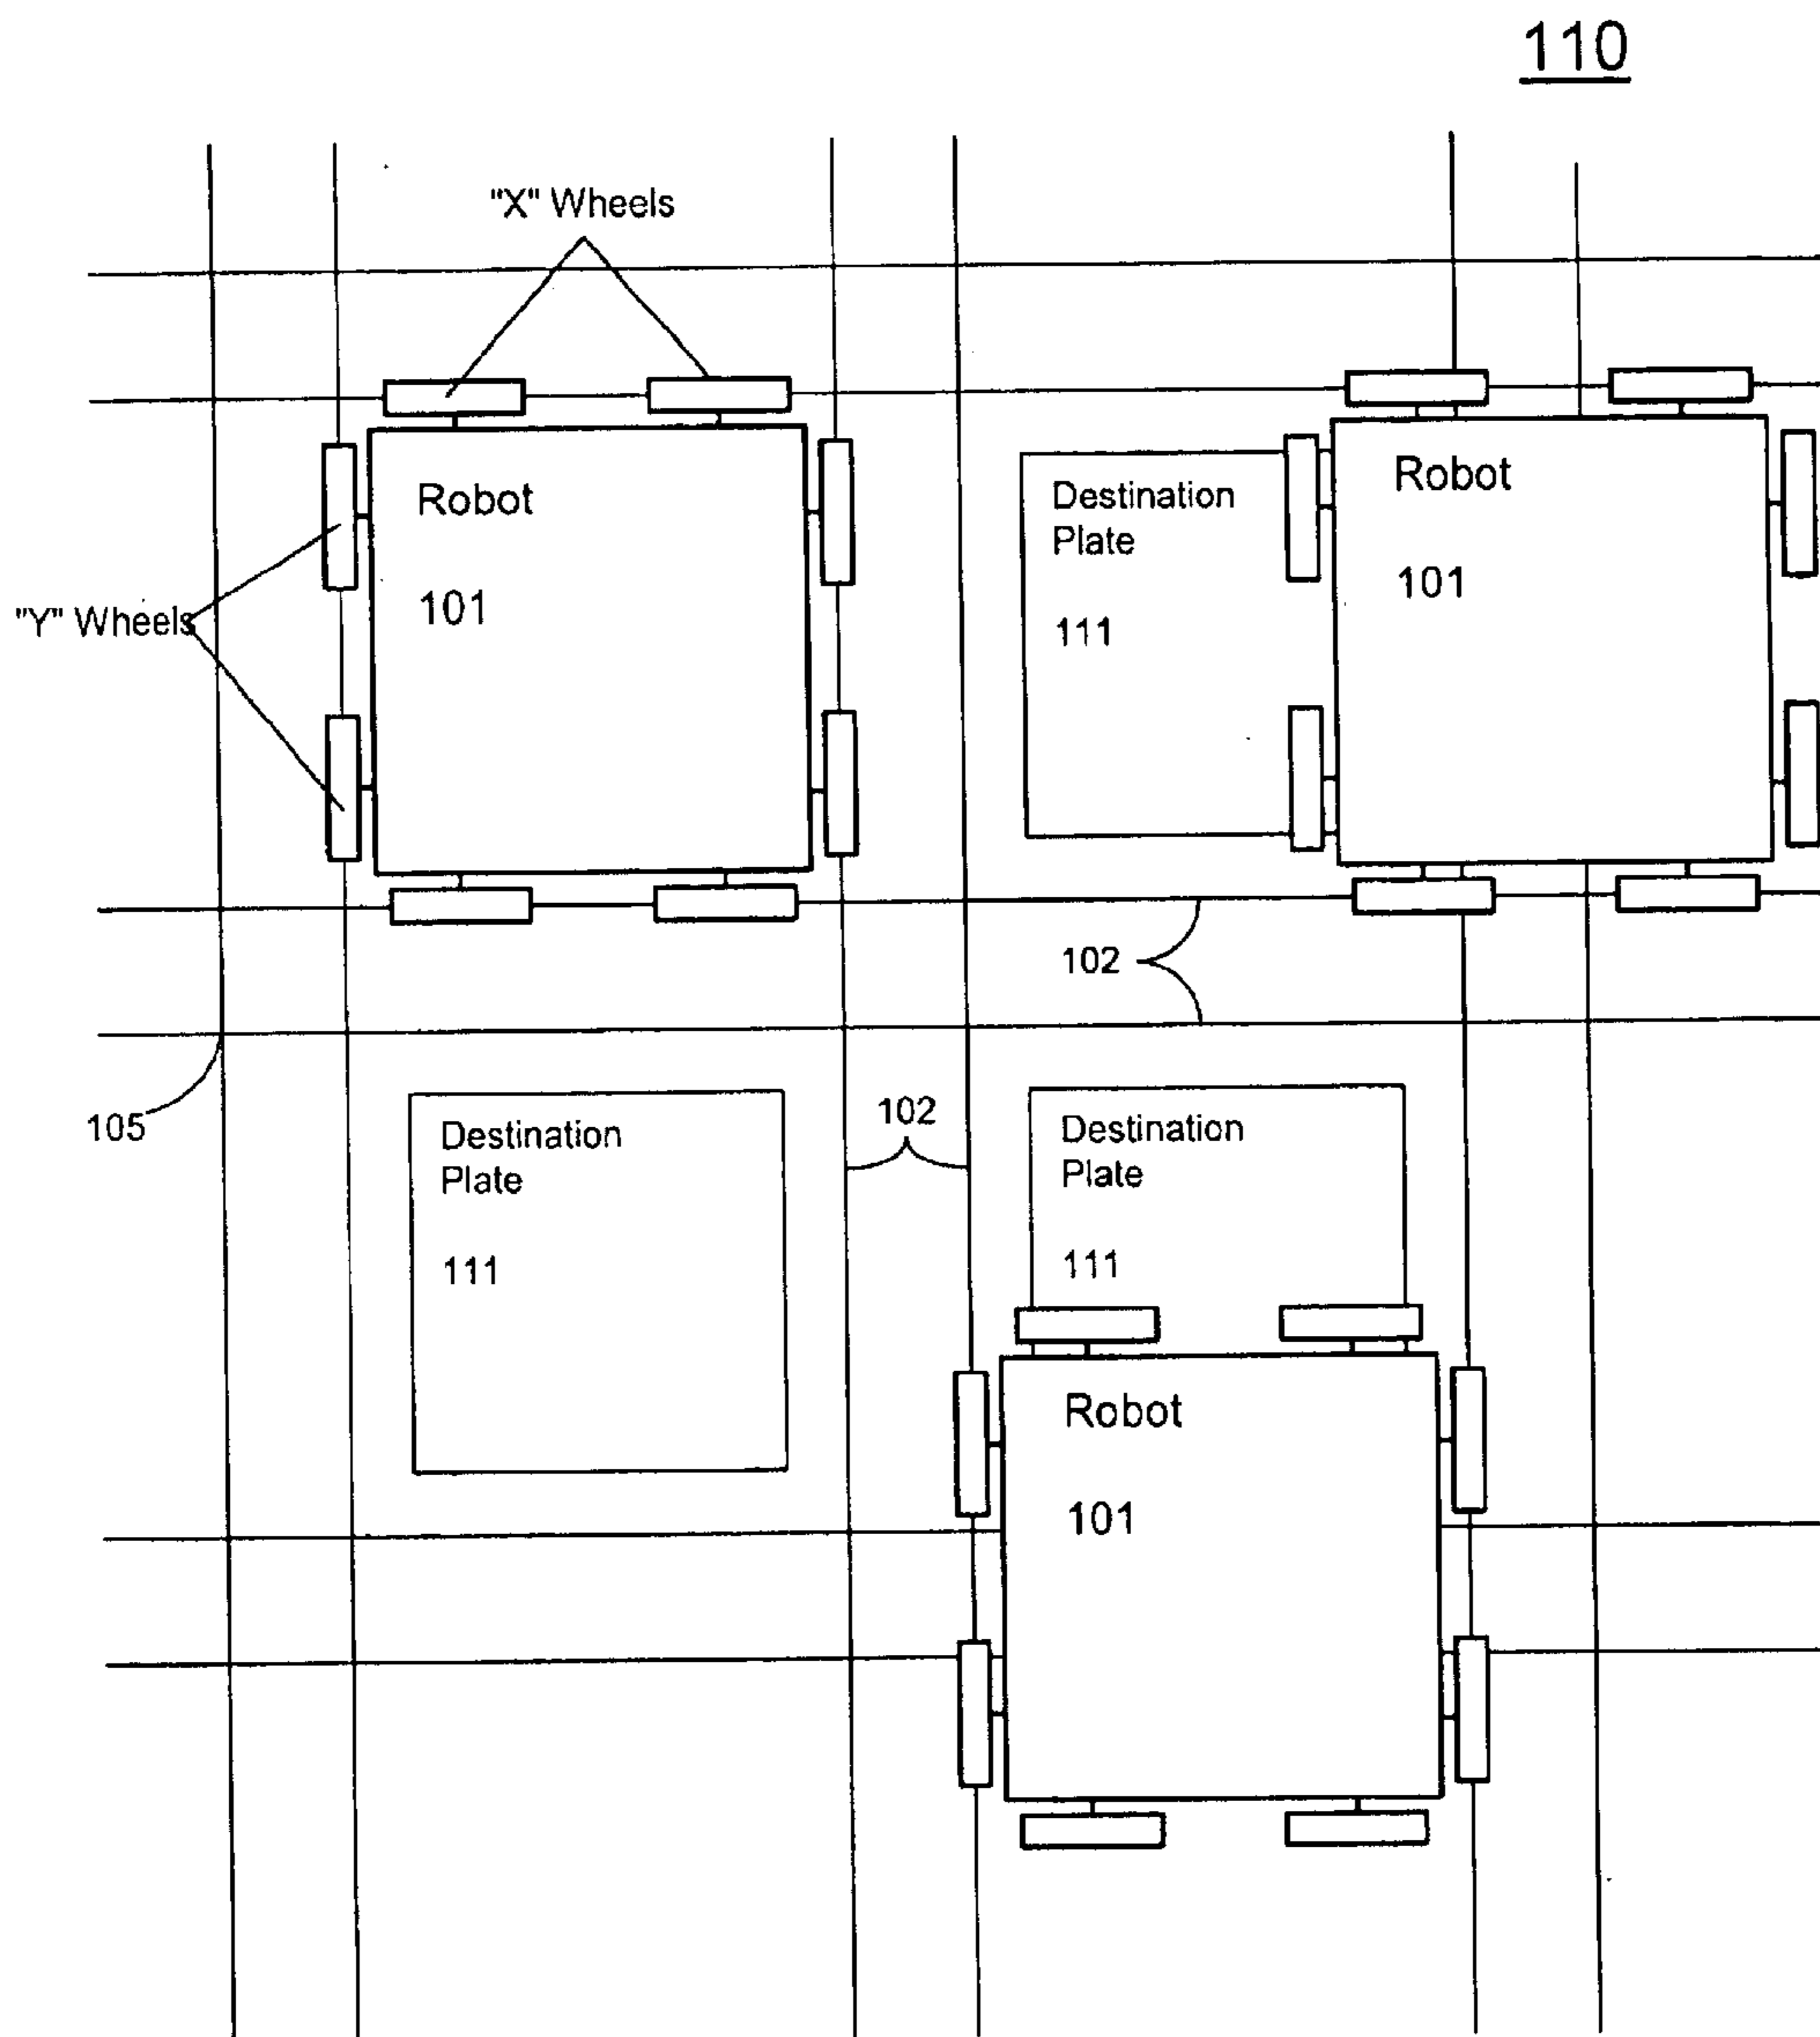 110
"X" Wheels
Robot
101
"Y" Wheels
Destination
Plate
111
Robot
101
102
105
Destination
Plate
111
102
Destination
Plate
111
Robot
101